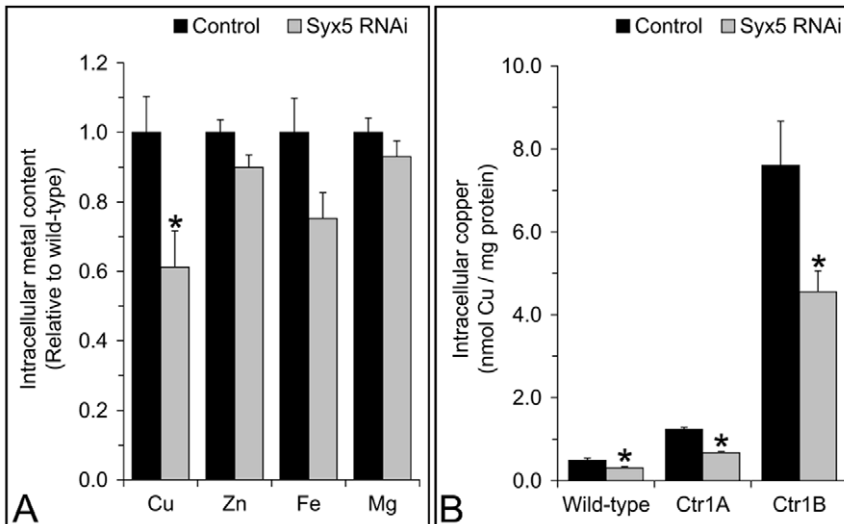 Control Syx5 RNAi
Intracellular metal content
(Relative to wild-type)
1.2
1.0
0.8
0.6
0.4
0.2
0.0
*
Cu Zn Fe Mg
A
Control Syx5 RNAi
Intracellular copper
(nmol Cu / mg protein)
10.0
8.0
6.0
4.0
2.0
0.0
* * *
Wild-type Ctr1A Ctr1B
B